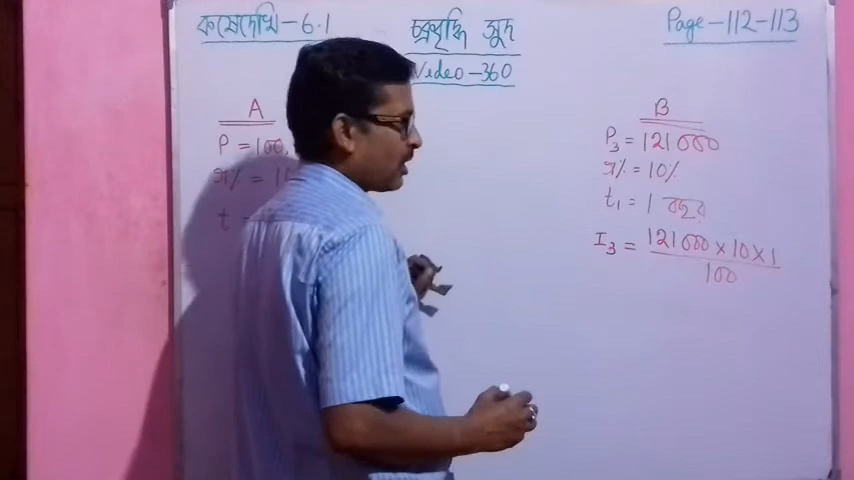 কষেদেখি-6.1
চক্রবৃদ্ধি সুদ
Page-112-113
Video-360
A
P = 100,
r% = 1
t
B
P₃ = 121000
r% = 10%
t₁ = 1 বছর
I₃ = 121000×10×1
100